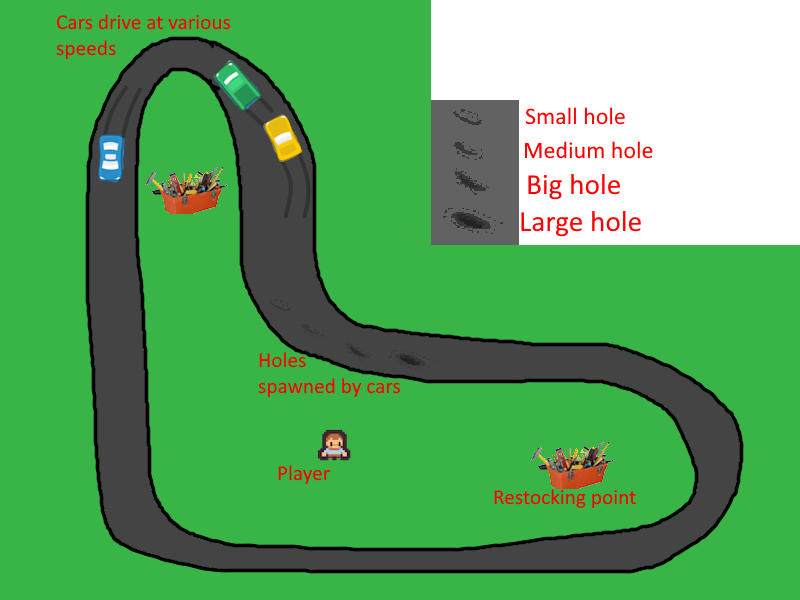 Cars drive at various
speeds
Small hole
Medium hole
Big hole
Large hole
Holes
spawned by cars
Player
Restocking point